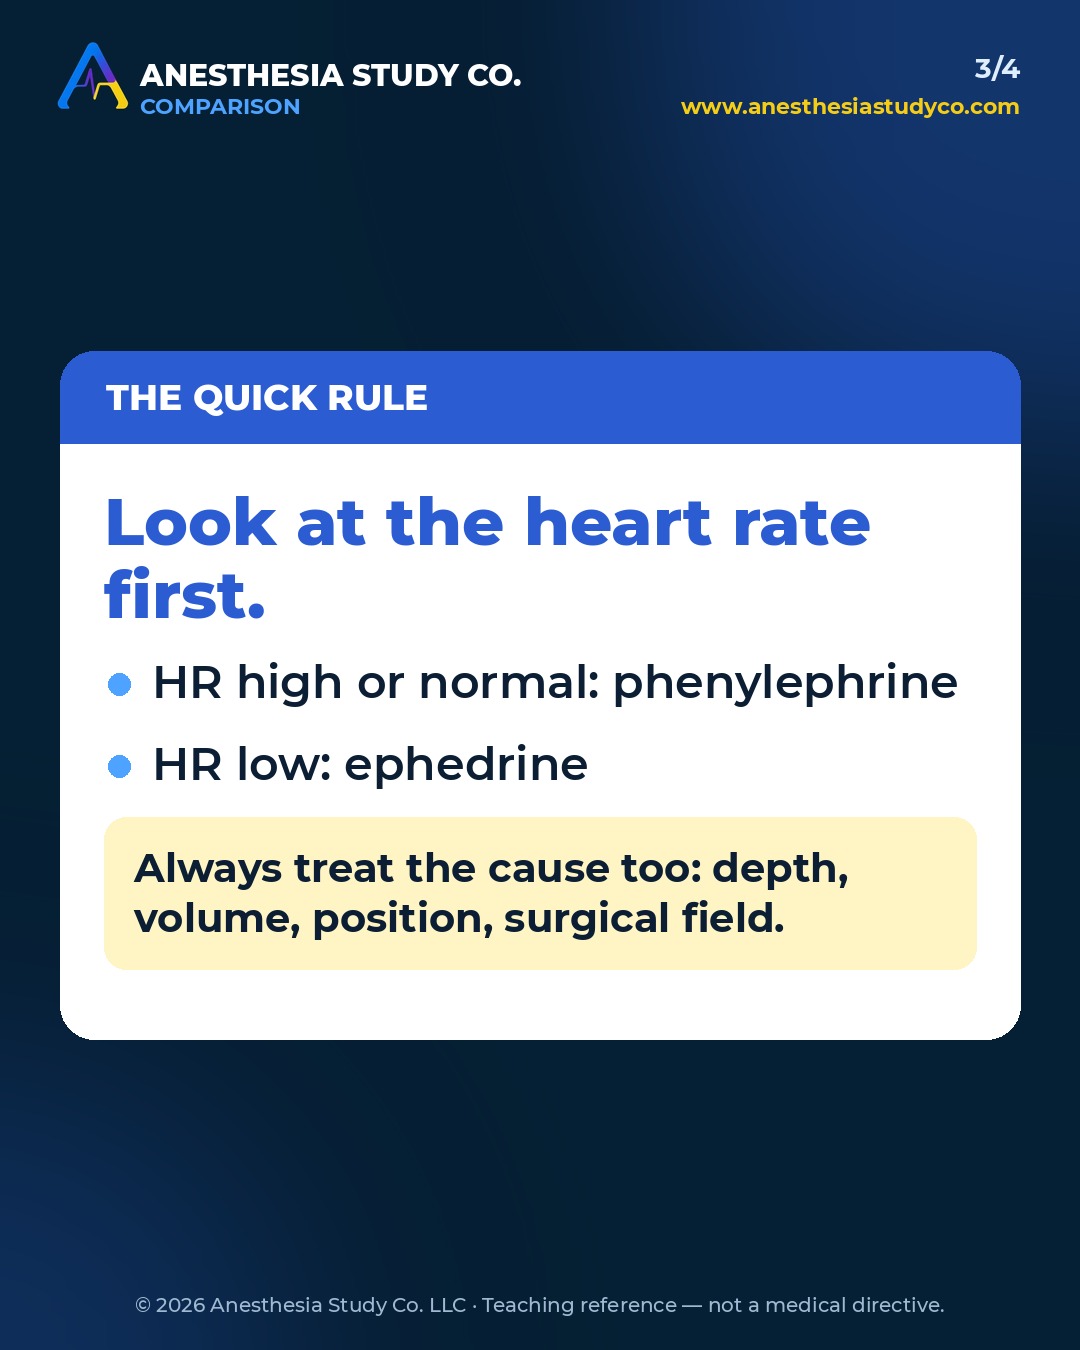 ANESTHESIA STUDY CO.
COMPARISON
3/4
www.anesthesiastudyco.com
THE QUICK RULE
Look at the heart rate
first.
HR high or normal: phenylephrine
HR low: ephedrine
Always treat the cause too: depth,
volume, position, surgical field.
© 2026 Anesthesia Study Co. LLC · Teaching reference — not a medical directive.